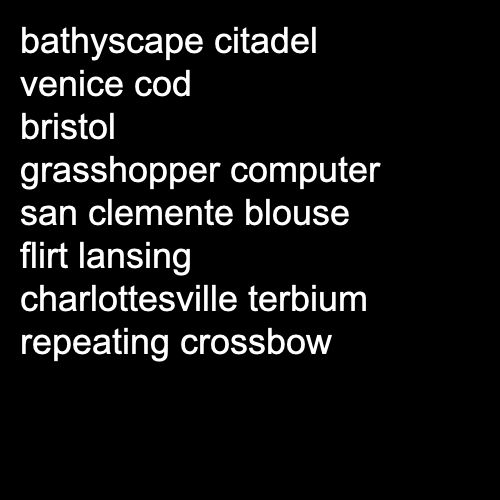 bathyscape citadel
venice cod
bristol
grasshopper computer
san clemente blouse
flirt lansing
charlottesville terbium
repeating crossbow